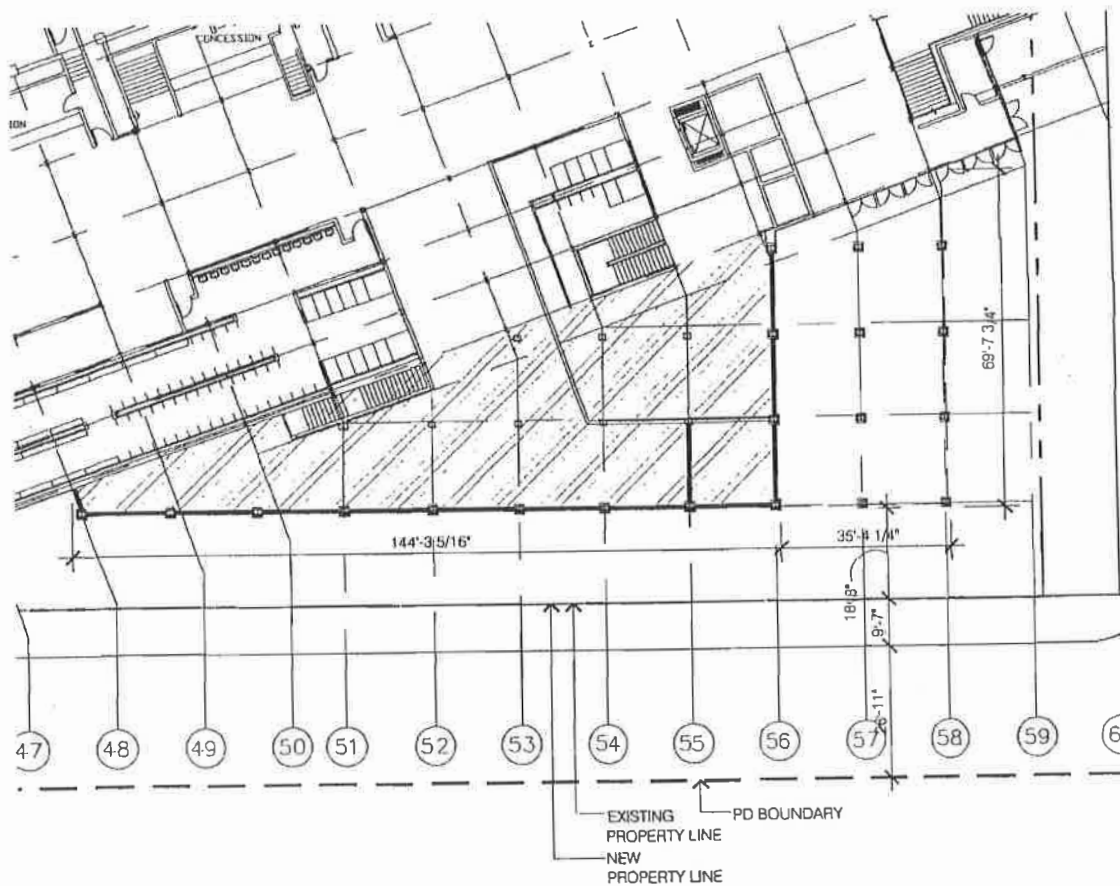 CONCESSION
ION
69'-7 3/4"
144'-3 5/16"
35'-4 1/4"
18'-8"
9'-7"
47
48
49
50
51
52
53
54
55
56
57
58
59
6
EXISTING
PROPERTY LINE
PD BOUNDARY
NEW
PROPERTY LINE